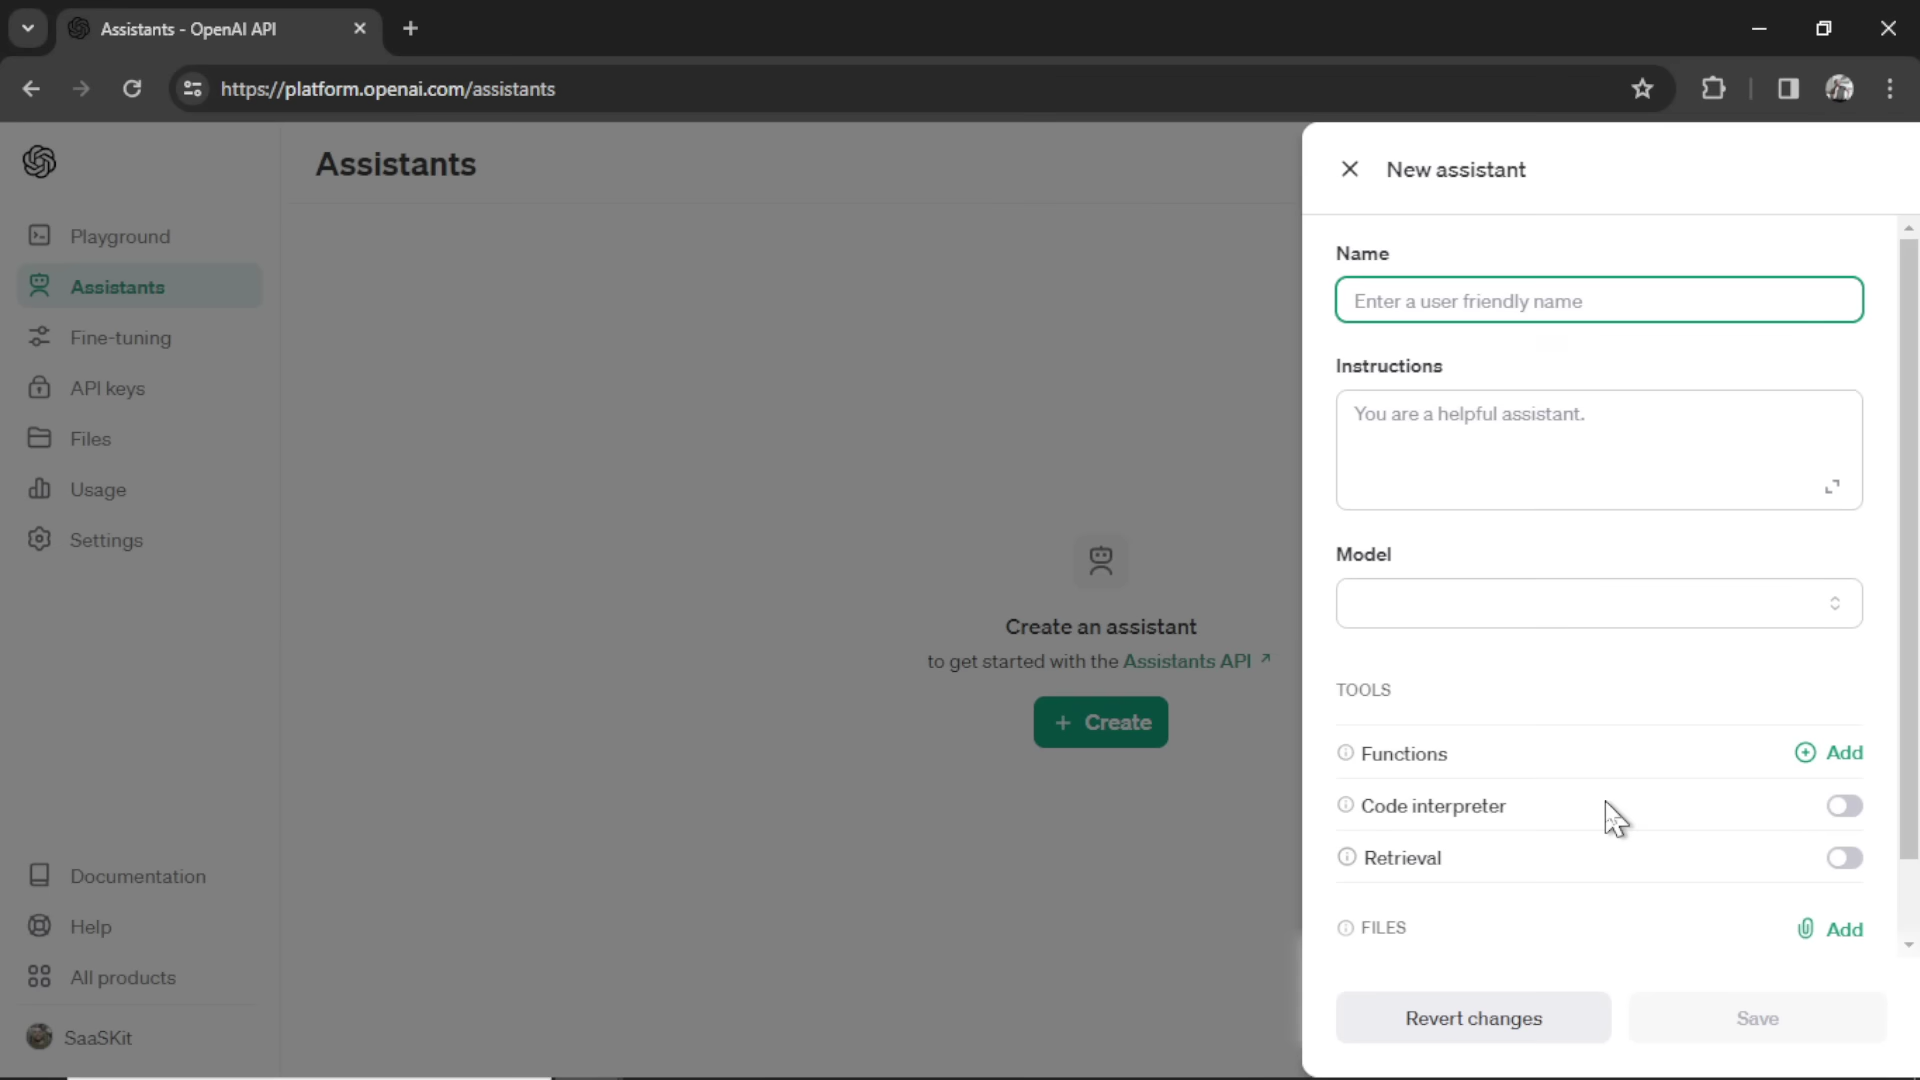 Assistants - OpenAI API
https://platform.openai.com/assistants
Playground
Assistants
Fine-tuning
API keys
Files
Usage
Settings
Documentation
Help
All products
SaaSKit
Assistants
Create an assistant
to get started with the Assistants API ↗
+ Create
New assistant
Name
Enter a user friendly name
Instructions
You are a helpful assistant.
Model
TOOLS
Functions
Add
Code interpreter
Retrieval
FILES
Add
Revert changes
Save